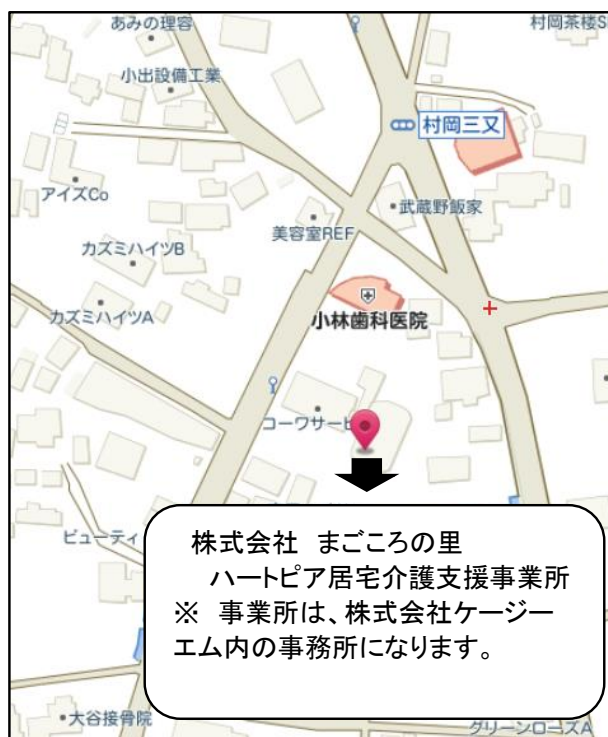 あみの理容
村岡茶楼S
小出設備工業
村岡三又
アイズCo
武蔵野飯家
美容室REF
カズミハイツB
カズミハイツA
小林歯科医院
コーワサービ
ビューティ
株式会社 まごころの里
ハートピア居宅介護支援事業所
※ 事業所は、株式会社ケージー
エム内の事務所になります。
大谷接骨院
グリーンローズA